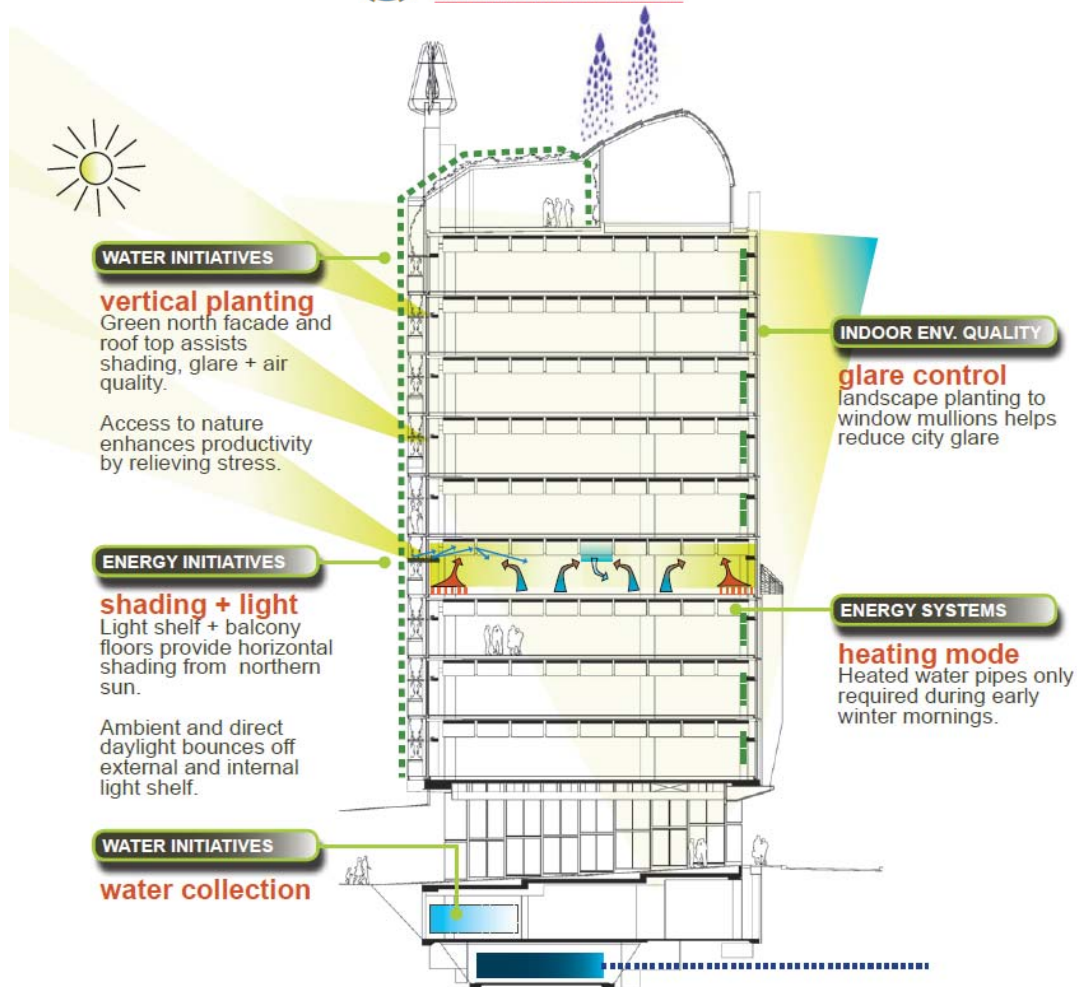 WATER INITIATIVES
vertical planting
Green north facade and
roof top assists
shading, glare + air
quality.
Access to nature
enhances productivity
by relieving stress.
ENERGY INITIATIVES
shading + light
Light shelf + balcony
floors provide horizontal
shading from northern
sun.
Ambient and direct
daylight bounces off
external and internal
light shelf.
WATER INITIATIVES
water collection
INDOOR ENV. QUALITY
glare control
landscape planting to
window mullions helps
reduce city glare
ENERGY SYSTEMS
heating mode
Heated water pipes only
required during early
winter mornings.